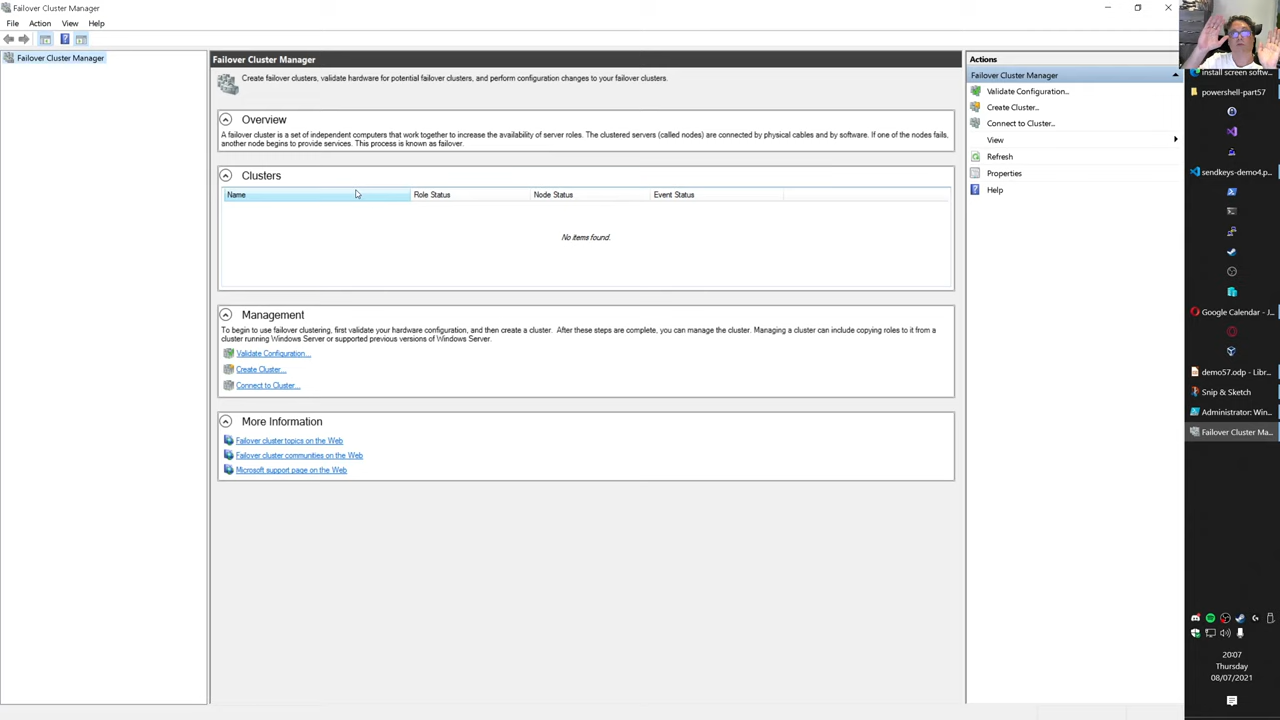 Failover Cluster Manager
File Action View Help
Failover Cluster Manager
Failover Cluster Manager
Create failover clusters, validate hardware for potential failover clusters, and perform configuration changes to your failover clusters.
Overview
A failover cluster is a set of independent computers that work together to increase the availability of server roles. The clustered servers (called nodes) are connected by physical cables and by software. If one of the nodes fails,
another node begins to provide services. This process is known as failover.
Clusters
Name Role Status Node Status Event Status
No items found.
Management
To begin to use failover clustering, first validate your hardware configuration, and then create a cluster. After these steps are complete, you can manage the cluster. Managing a cluster can include copying roles to it from a
cluster running Windows Server or supported previous versions of Windows Server.
Validate Configuration...
Create Cluster...
Connect to Cluster...
More Information
Failover cluster topics on the Web
Failover cluster communities on the Web
Microsoft support page on the Web
Actions
Failover Cluster Manager
Validate Configuration...
Create Cluster...
Connect to Cluster...
View
Refresh
Properties
Help
install screen softw...
powershell-part57
sendkeys-demo4.p...
Google Calendar - J...
demo57.odp - Libr...
Snip & Sketch
Administrator: Win...
Failover Cluster Ma...
20:07
Thursday
08/07/2021